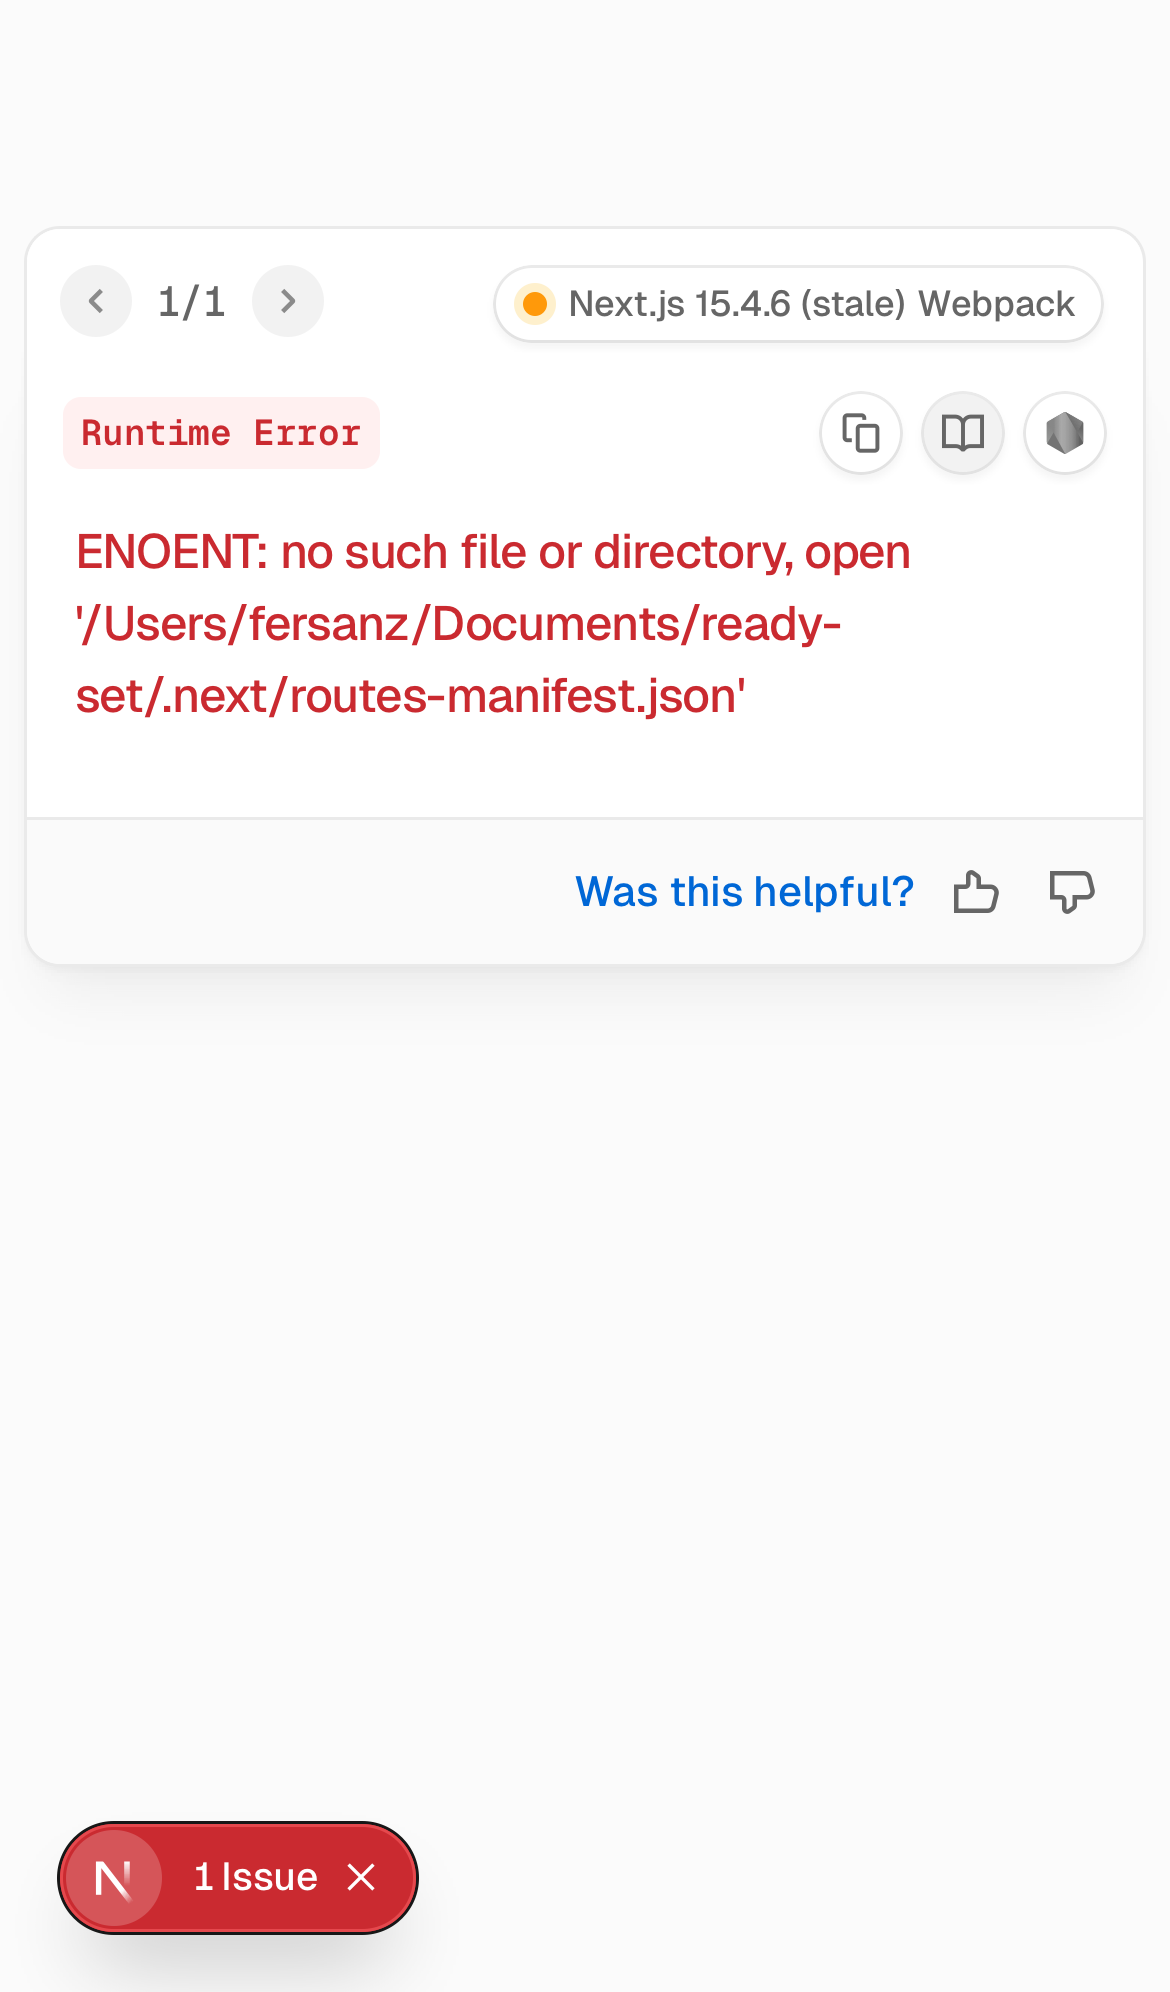 1/1
Next.js 15.4.6 (stale) Webpack
Runtime Error
ENOENT: no such file or directory, open
'/Users/fersanz/Documents/ready-
set/.next/routes-manifest.json'
Was this helpful?
N 1 Issue